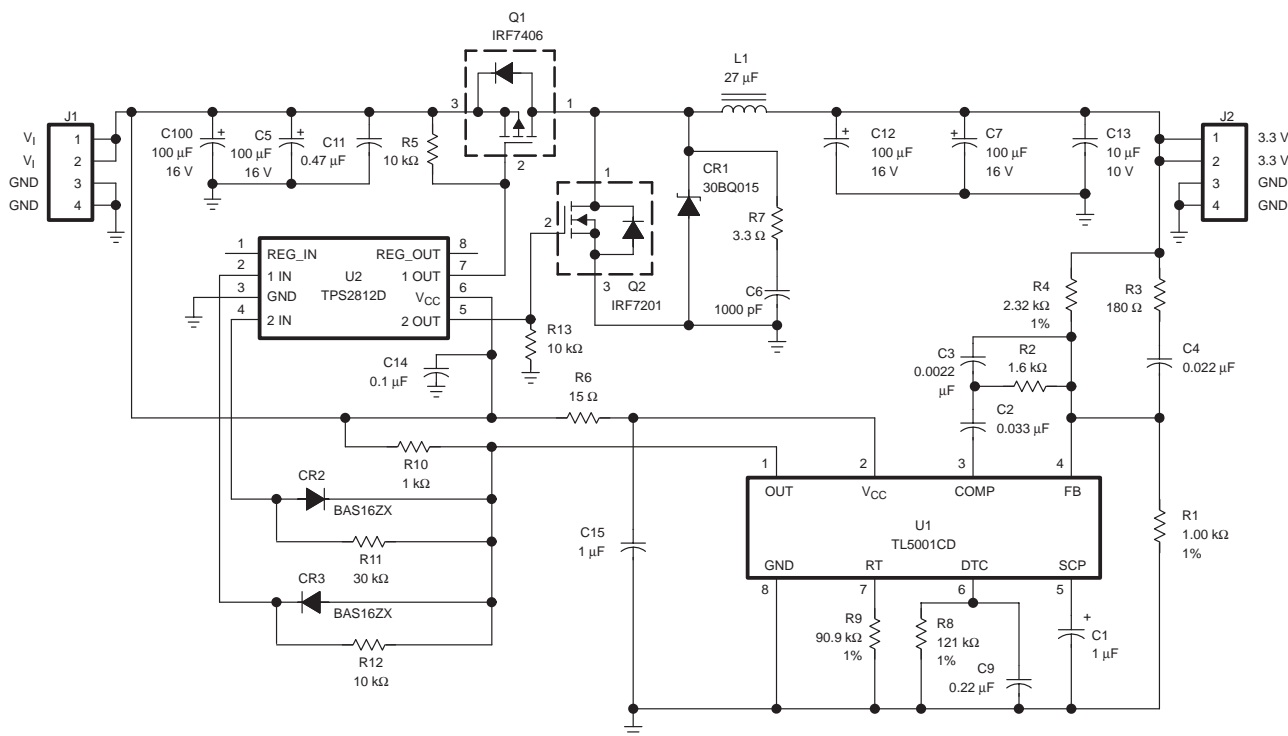 Q1
IRF7406
3
1
2
L1
27 μF
J1
VI
1
VI
2
GND
3
GND
4
C100
100 μF
16 V
+
C5
100 μF
16 V
+
C11
0.47 μF
R5
10 kΩ
1
2
3
Q2
IRF7201
CR1
30BQ015
R7
3.3 Ω
C6
1000 pF
+
C12
100 μF
16 V
+
C7
100 μF
16 V
C13
10 μF
10 V
J2
1
3.3 V
2
3.3 V
3
GND
4
GND
1
REG_IN
REG_OUT
8
2
1 IN
1 OUT
7
3
GND
VCC
6
4
2 IN
2 OUT
5
U2
TPS2812D
R13
10 kΩ
C14
0.1 μF
R6
15 Ω
R4
2.32 kΩ
1%
R3
180 Ω
C3
0.0022
μF
R2
1.6 kΩ
C4
0.022 μF
C2
0.033 μF
R10
1 kΩ
CR2
BAS16ZX
R11
30 kΩ
CR3
BAS16ZX
R12
10 kΩ
C15
1 μF
1
2
3
4
OUT
VCC
COMP
FB
U1
TL5001CD
GND
RT
DTC
SCP
8
7
6
5
R1
1.00 kΩ
1%
R9
90.9 kΩ
1%
R8
121 kΩ
1%
C9
0.22 μF
+
C1
1 μF